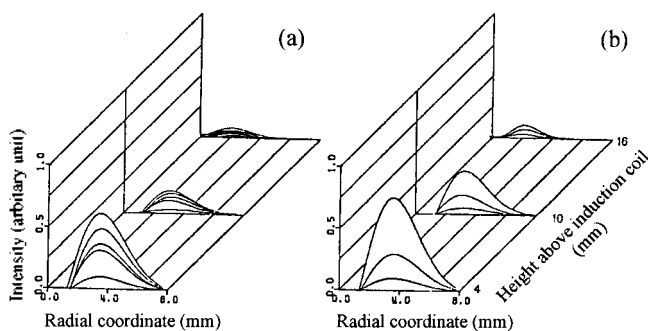 (a)
(b)
Intensity (arbitary unit)
1.0
0.5
0.0
0.0
4.0
8.0
Radial coordinate (mm)
1.0
0.5
0.0
0.0
4.0
8.0
Radial coordinate (mm)
4
10
16
Height above induction coil
(mm)